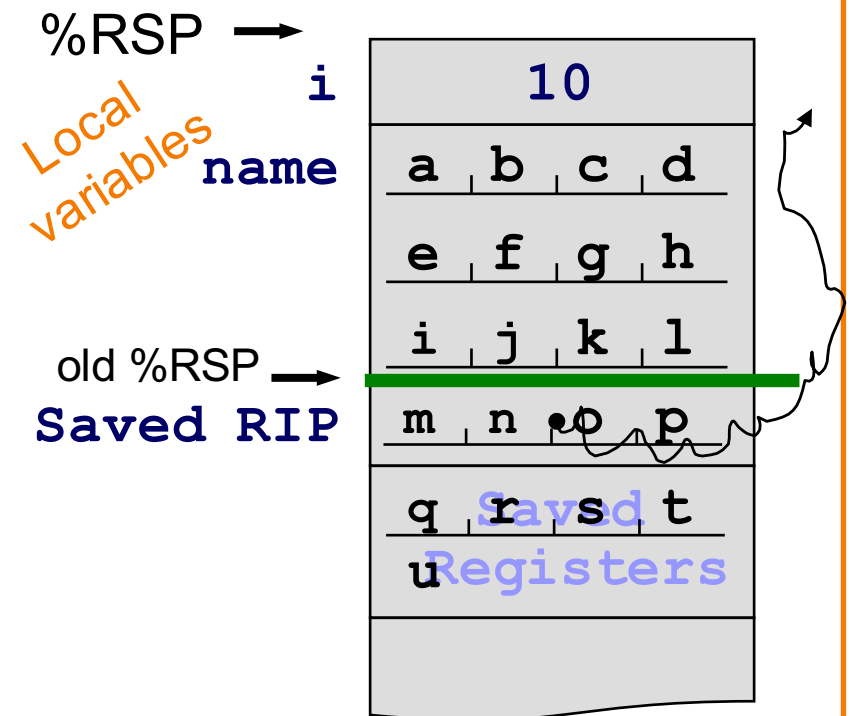 %RSP
i 10
Local
variables
name a b c d
e f g h
i j k l
old %RSP
Saved RIP m n o p
q r s t
Saved
u
Registers